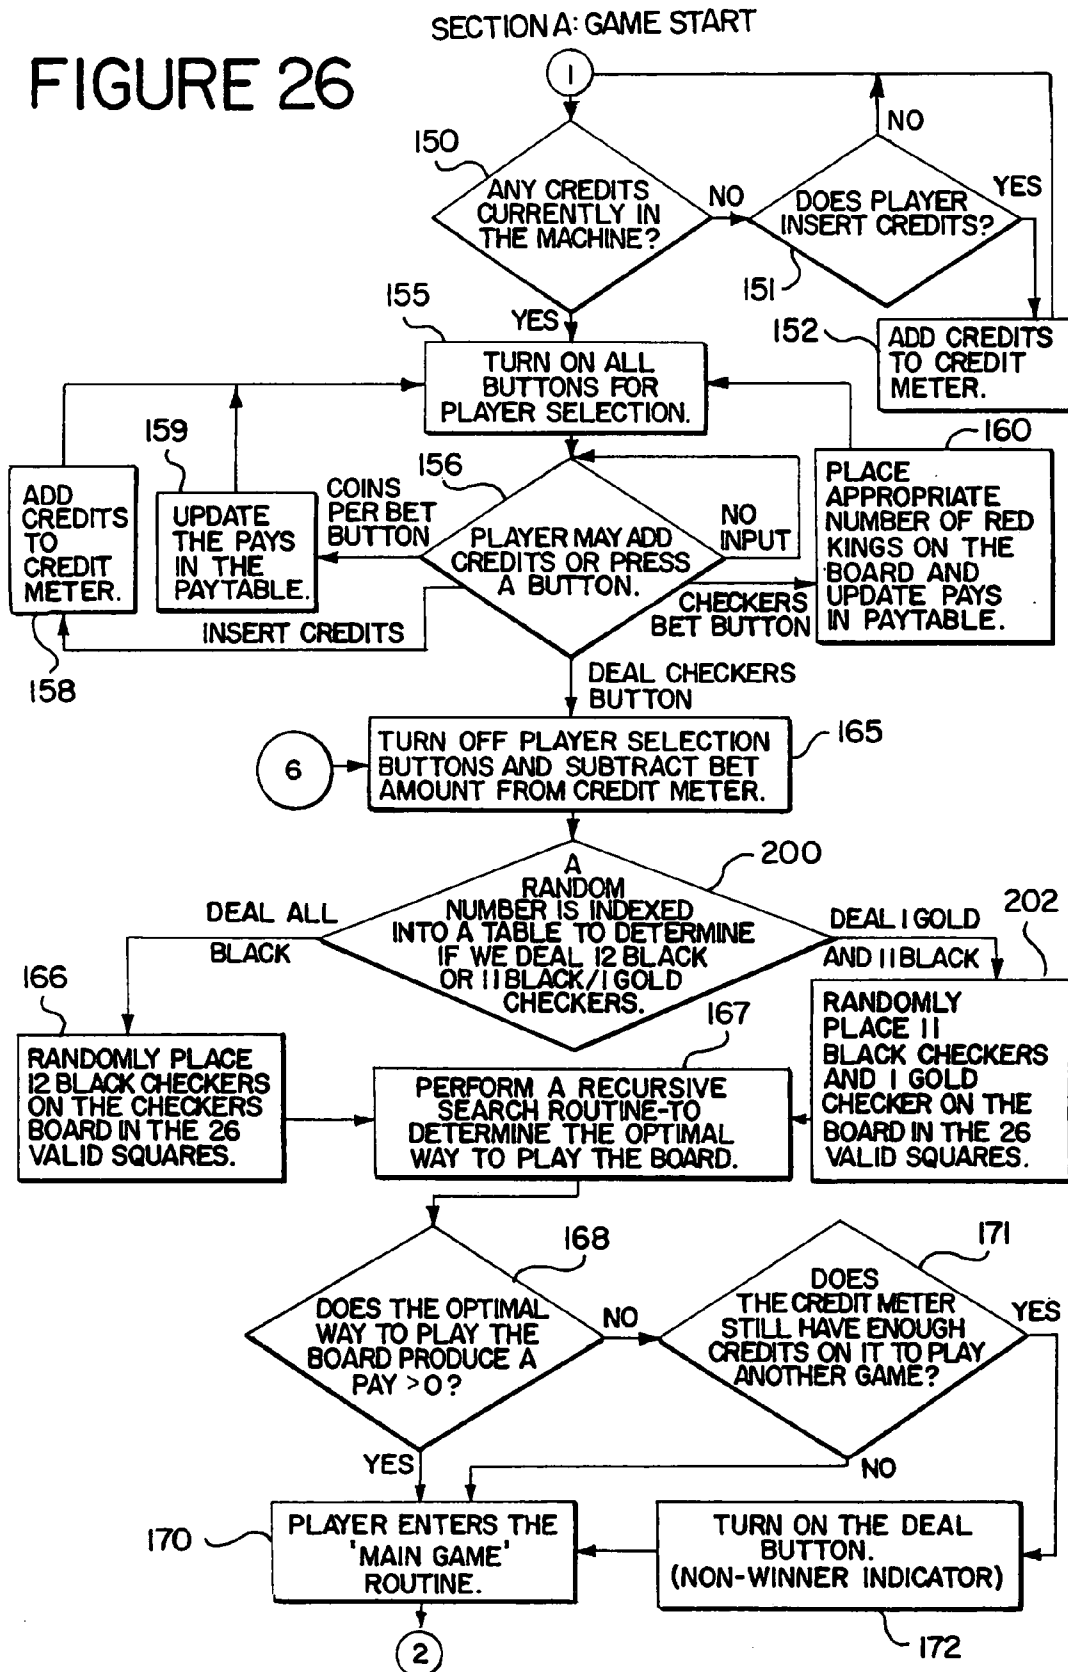 SECTION A: GAME START
FIGURE 26
1
NO
150
ANY CREDITS
CURRENTLY IN
THE MACHINE?
NO
DOES PLAYER
INSERT CREDITS?
YES
151
155
YES
152
ADD CREDITS
TO CREDIT
METER.
TURN ON ALL
BUTTONS FOR
PLAYER SELECTION.
159
156
160
ADD
CREDITS
TO
CREDIT
METER.
UPDATE
THE PAYS
IN THE
PAYTABLE.
COINS
PER BET
BUTTON
PLAYER MAY ADD
CREDITS OR PRESS
A BUTTON.
NO
INPUT
PLACE
APPROPRIATE
NUMBER OF RED
KINGS ON THE
BOARD AND
UPDATE PAYS
IN PAYTABLE.
INSERT CREDITS
CHECKERS
BET BUTTON
158
DEAL CHECKERS
BUTTON
6
TURN OFF PLAYER SELECTION
BUTTONS AND SUBTRACT BET
AMOUNT FROM CREDIT METER.
165
200
A
RANDOM
NUMBER IS INDEXED
INTO A TABLE TO DETERMINE
IF WE DEAL 12 BLACK
OR 11 BLACK/1 GOLD
CHECKERS.
DEAL ALL
BLACK
DEAL 1 GOLD
AND 11 BLACK
202
166
167
RANDOMLY PLACE
12 BLACK CHECKERS
ON THE CHECKERS
BOARD IN THE 26
VALID SQUARES.
PERFORM A RECURSIVE
SEARCH ROUTINE-TO
DETERMINE THE OPTIMAL
WAY TO PLAY THE BOARD.
RANDOMLY
PLACE 11
BLACK CHECKERS
AND 1 GOLD
CHECKER ON THE
BOARD IN THE 26
VALID SQUARES.
168
171
DOES THE OPTIMAL
WAY TO PLAY THE
BOARD PRODUCE A
PAY >0?
NO
DOES
THE CREDIT METER
STILL HAVE ENOUGH
CREDITS ON IT TO PLAY
ANOTHER GAME?
YES
YES
NO
170
PLAYER ENTERS THE
'MAIN GAME'
ROUTINE.
TURN ON THE DEAL
BUTTON.
(NON-WINNER INDICATOR)
2
172